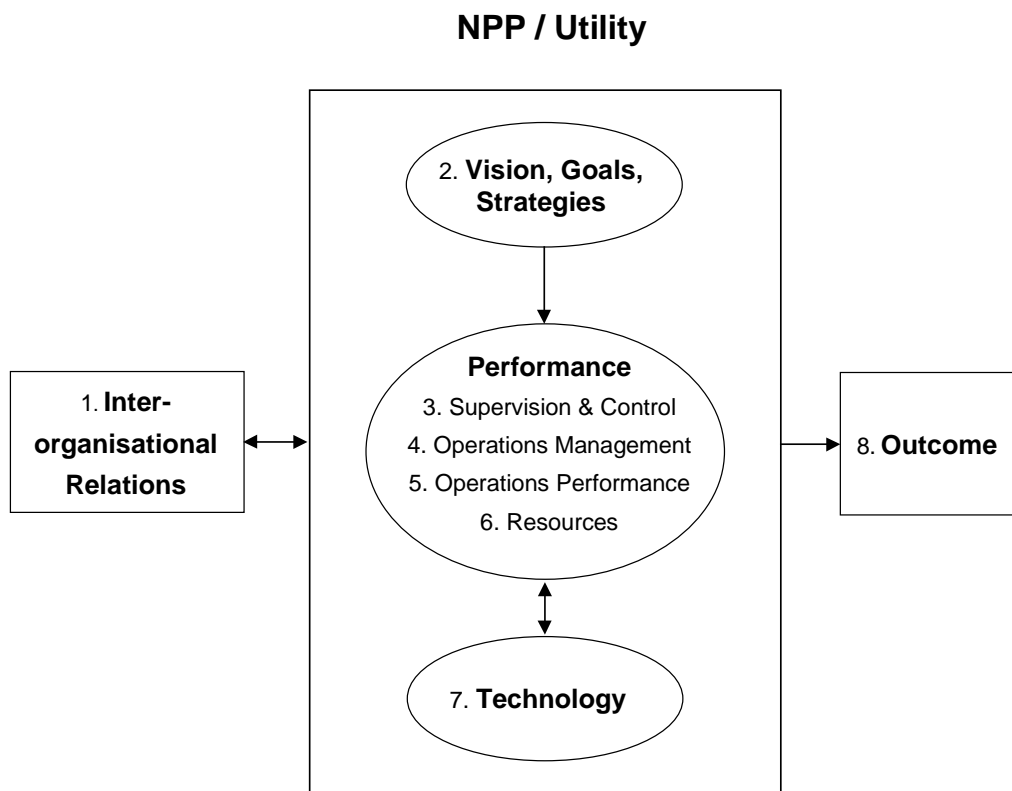 NPP / Utility
2. Vision, Goals,
Strategies
Performance
3. Supervision & Control
4. Operations Management
5. Operations Performance
6. Resources
1. Inter-
organisational
Relations
8. Outcome
7. Technology